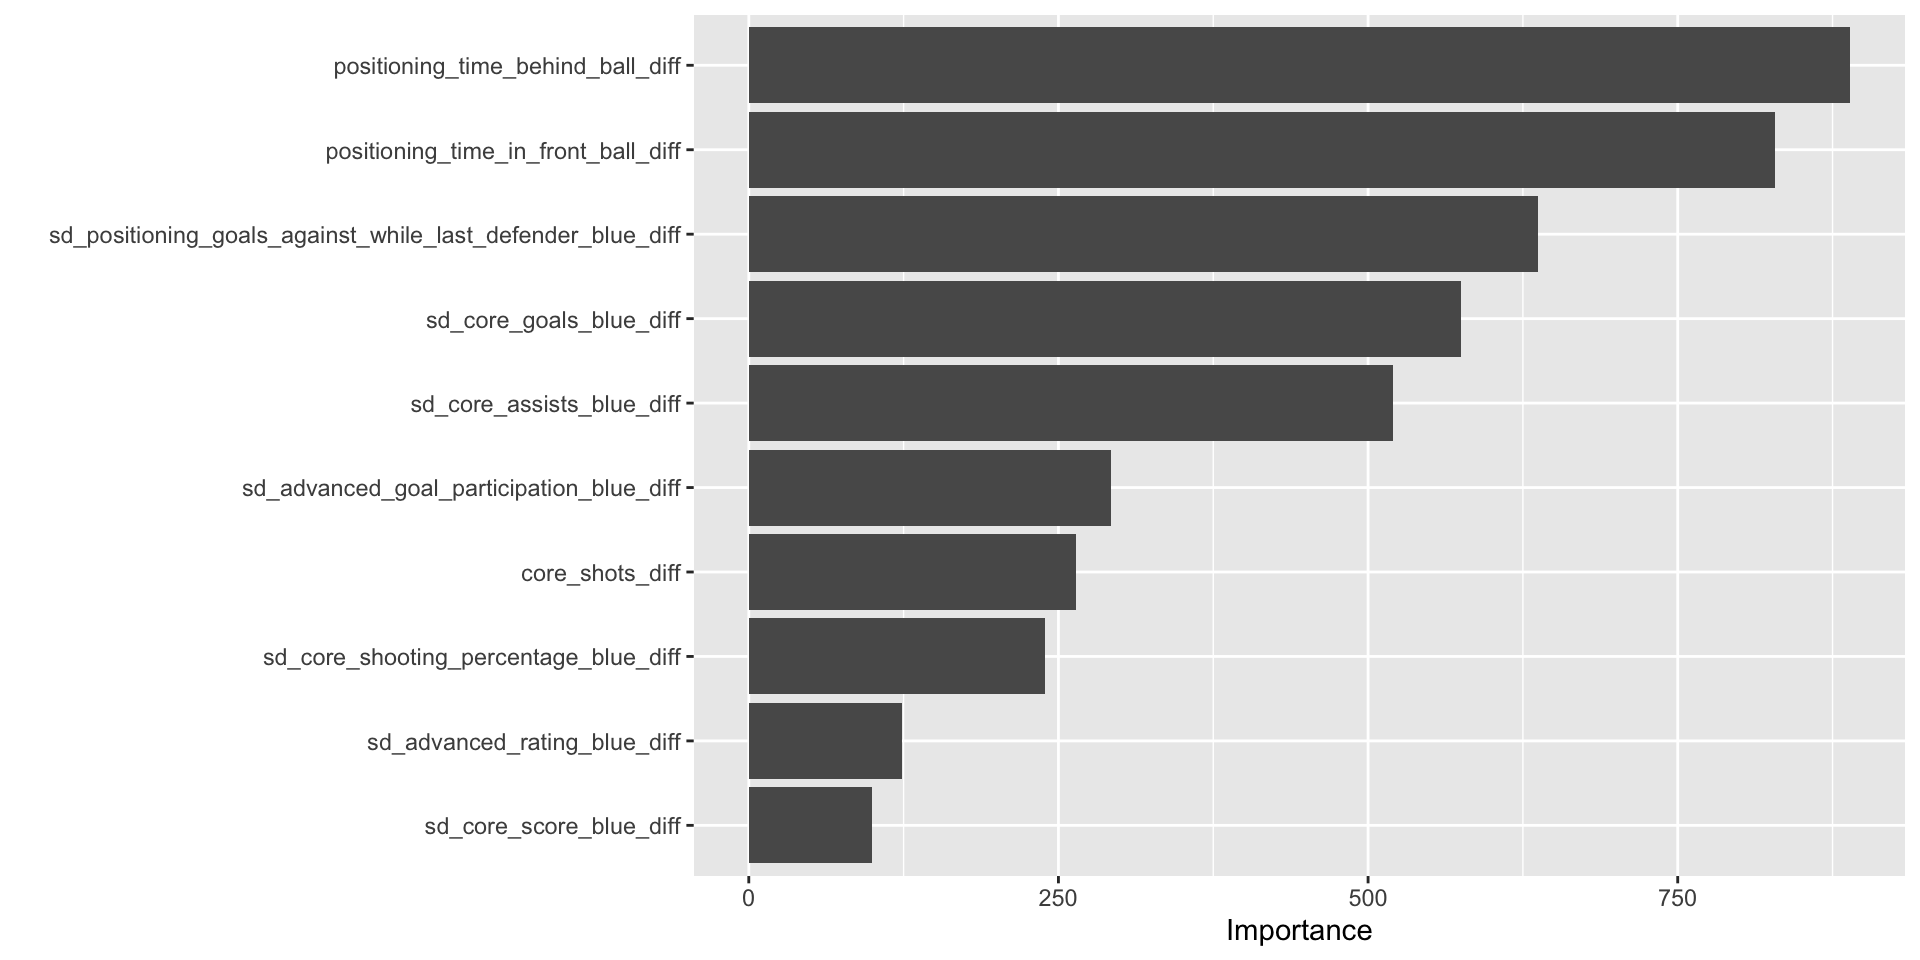 positioning_time_behind_ball_diff
positioning_time_in_front_ball_diff
sd_positioning_goals_against_while_last_defender_blue_diff
sd_core_goals_blue_diff
sd_core_assists_blue_diff
sd_advanced_goal_participation_blue_diff
core_shots_diff
sd_core_shooting_percentage_blue_diff
sd_advanced_rating_blue_diff
sd_core_score_blue_diff
0 250 500 750
Importance